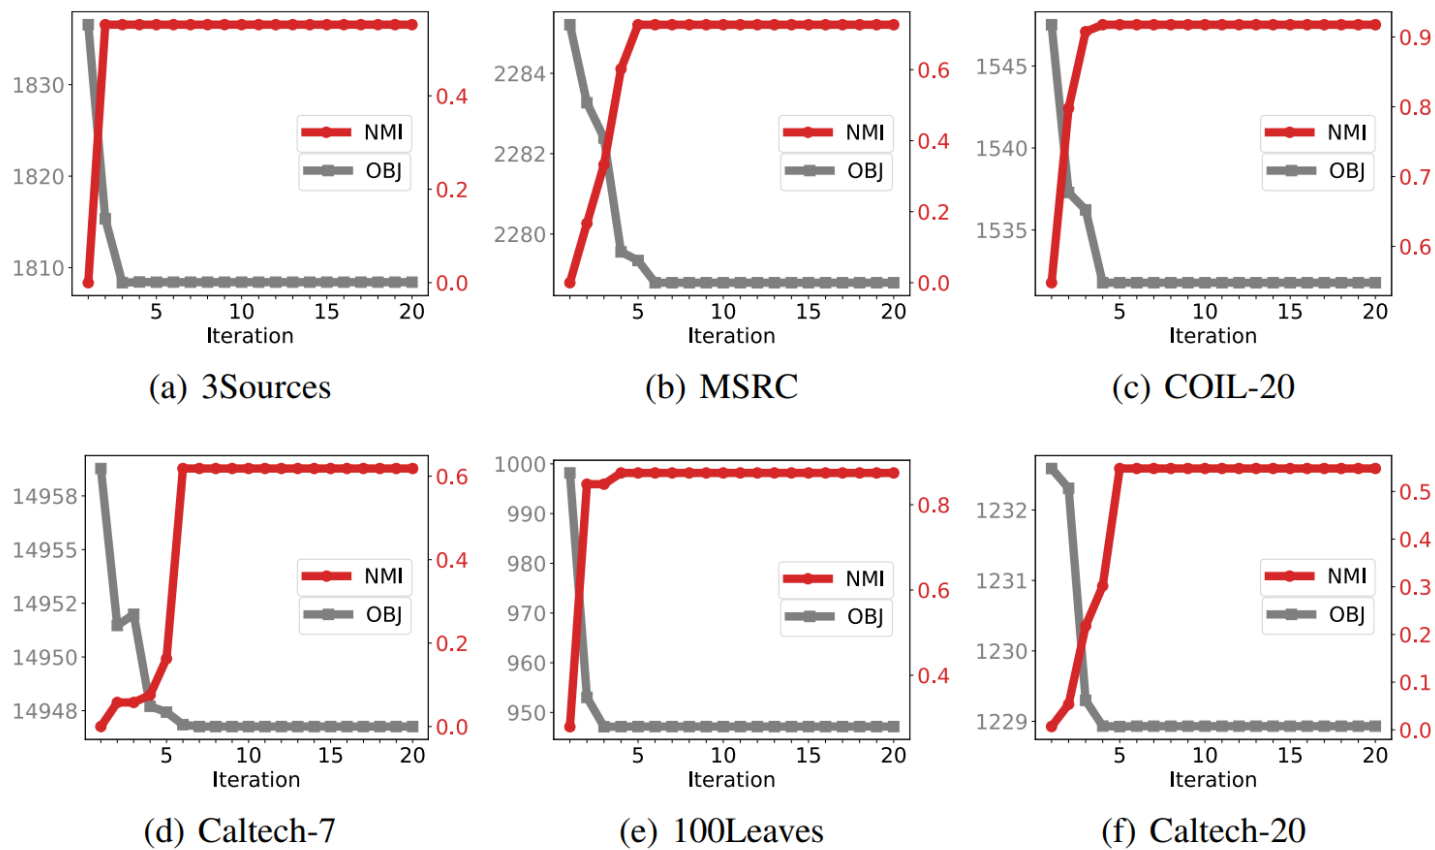 1830
1820
1810
0.4
0.2
0.0
NMI
OBJ
5 10 15 20
Iteration
(a) 3Sources
2284
2282
2280
0.6
0.4
0.2
0.0
NMI
OBJ
5 10 15 20
Iteration
(b) MSRC
1545
1540
1535
0.9
0.8
0.7
0.6
NMI
OBJ
5 10 15 20
Iteration
(c) COIL-20
14958
14955
14952
14950
14948
0.6
0.4
0.2
0.0
NMI
OBJ
5 10 15 20
Iteration
(d) Caltech-7
1000
990
980
970
960
950
0.8
0.6
0.4
NMI
OBJ
5 10 15 20
Iteration
(e) 100Leaves
1232
1231
1230
1229
0.5
0.4
0.3
0.2
0.1
0.0
NMI
OBJ
5 10 15 20
Iteration
(f) Caltech-20